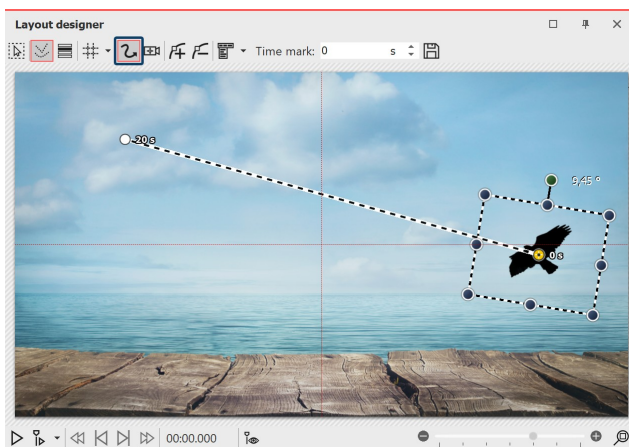 Layout designer
Time mark: 0 s
20 s
9,45 °
0 s
00:00.000